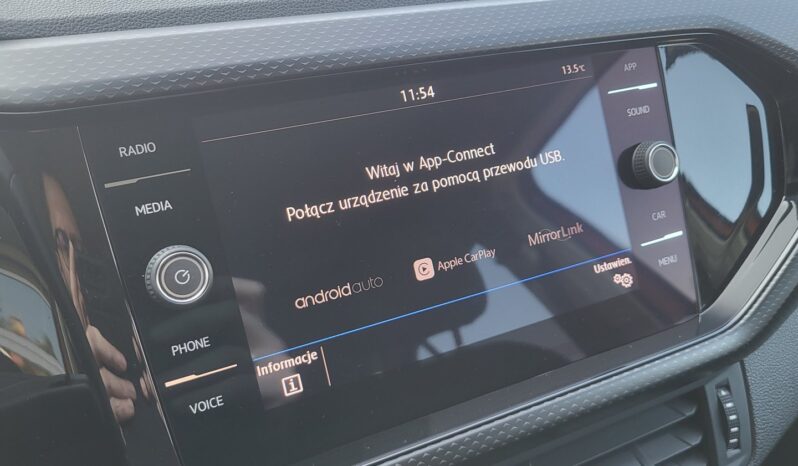 11:54
13.5°C
RADIO
MEDIA
PHONE
VOICE
Witaj w App-Connect
Połącz urządzenie za pomocą przewodu USB.
androidauto
Apple CarPlay
MirrorLink
Informacje
i
Ustawien.
APP
SOUND
CAR
MENU